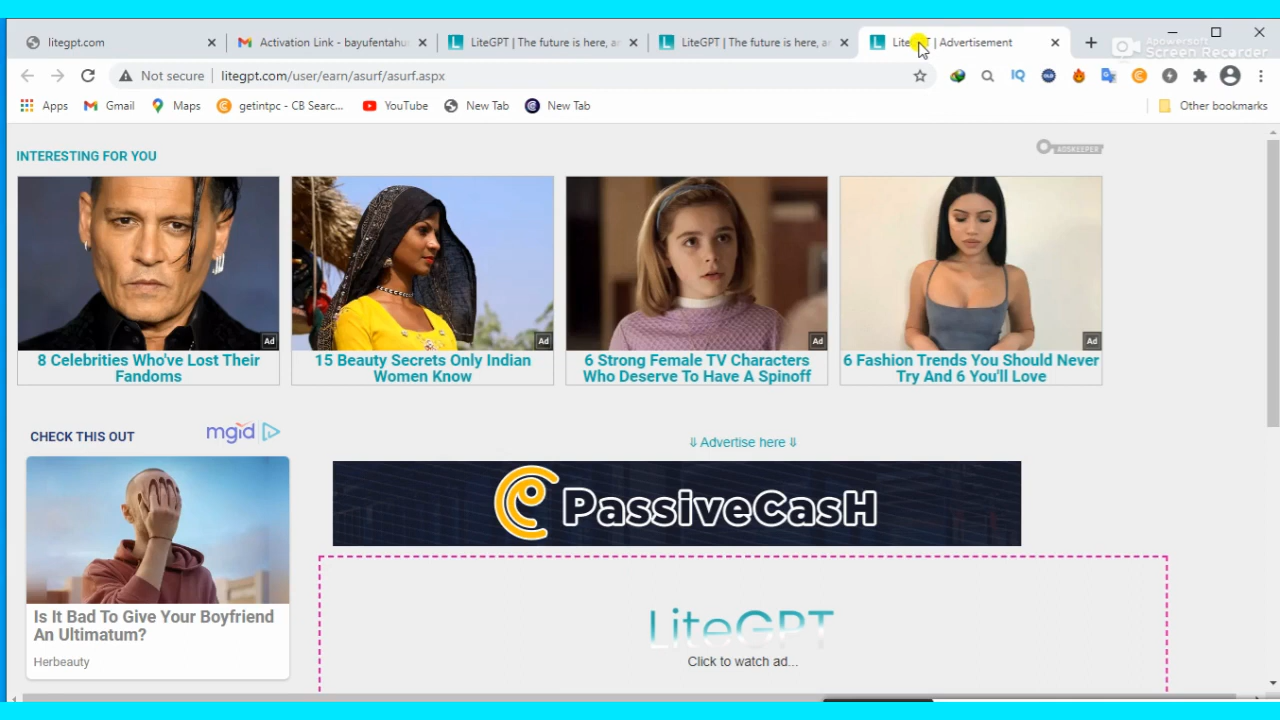 litegpt.com
Activation Link - bayufentahu
LiteGPT | The future is here, ar
LiteGPT | The future is here, ar
LiteGPT | Advertisement
Apowersoft
Screen Recorder
Not secure | litegpt.com/user/earn/asurf/asurf.aspx
IQ
Apps
Gmail
Maps
getintpc - CB Searc...
YouTube
New Tab
New Tab
Other bookmarks
INTERESTING FOR YOU
ADSKEEPER
Ad
Ad
Ad
Ad
8 Celebrities Who've Lost Their
Fandoms
15 Beauty Secrets Only Indian
Women Know
6 Strong Female TV Characters
Who Deserve To Have A Spinoff
6 Fashion Trends You Should Never
Try And 6 You'll Love
CHECK THIS OUT
mgid
⇓ Advertise here ⇓
PassiveCasH
LiteGPT
Click to watch ad...
Is It Bad To Give Your Boyfriend
An Ultimatum?
Herbeauty